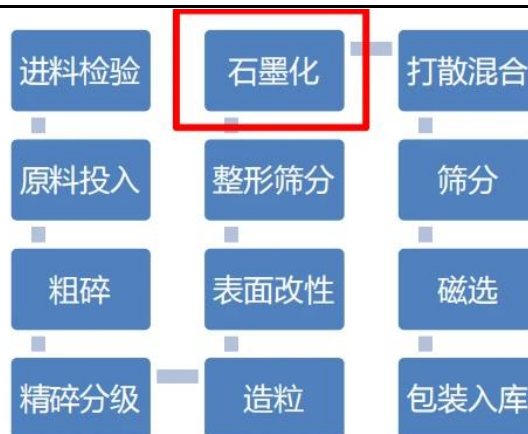 进料检验
石墨化
打散混合
原料投入
整形筛分
筛分
粗碎
表面改性
磁选
精碎分级
造粒
包装入库